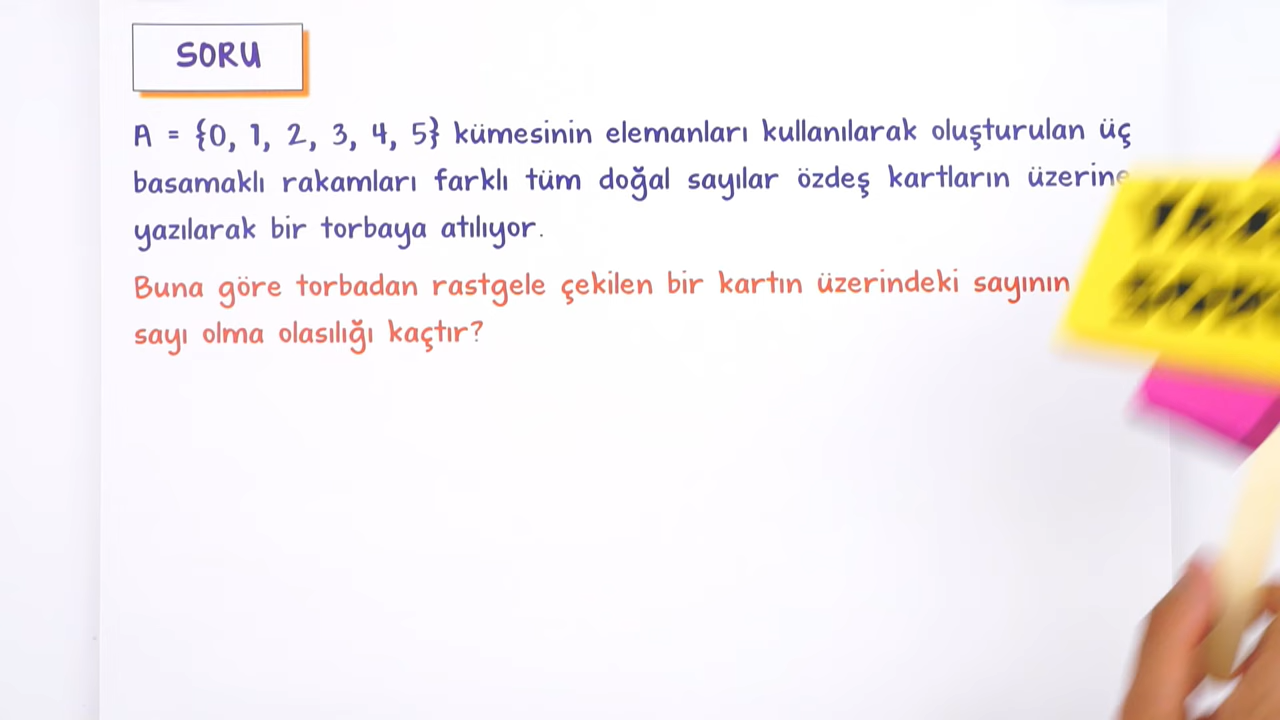 SORU
A = {0, 1, 2, 3, 4, 5} kümesinin elemanları kullanılarak oluşturulan üç
basamaklı rakamları farklı tüm doğal sayılar özdeş kartların üzerine
yazılarak bir torbaya atılıyor.
Buna göre torbadan rastgele çekilen bir kartın üzerindeki sayının
sayı olma olasılığı kaçtır?